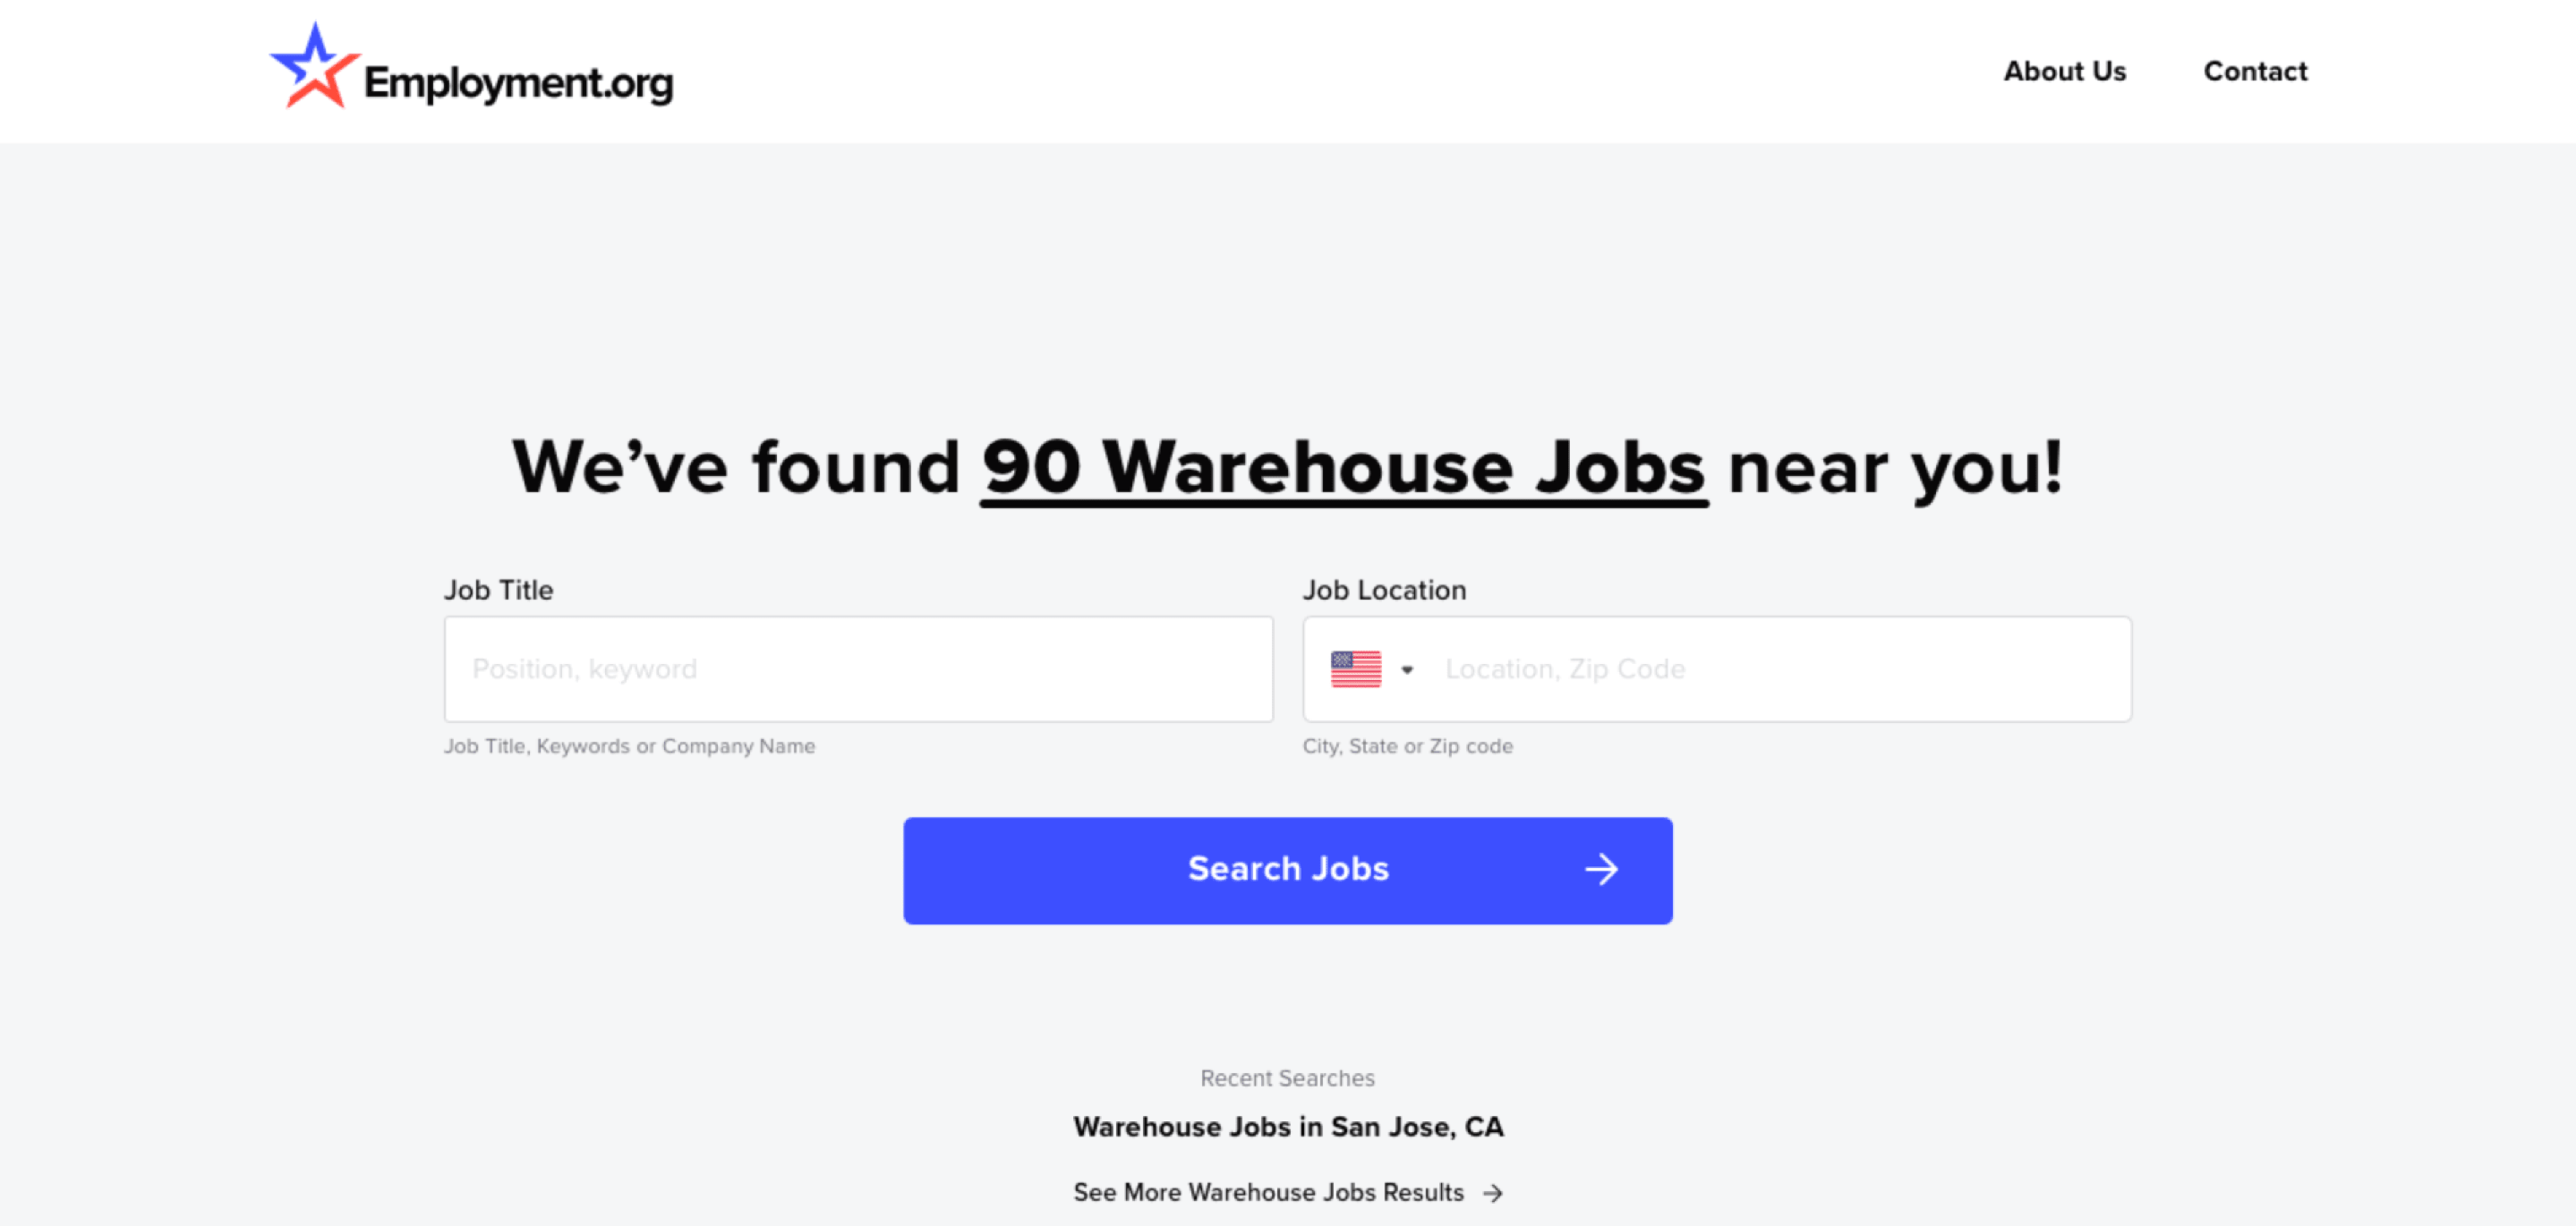 Employment.org
About Us
Contact
We’ve found 90 Warehouse Jobs near you!
Job Title
Job Location
Position, keyword
Location, Zip Code
Job Title, Keywords or Company Name
City, State or Zip code
Search Jobs
Recent Searches
Warehouse Jobs in San Jose, CA
See More Warehouse Jobs Results